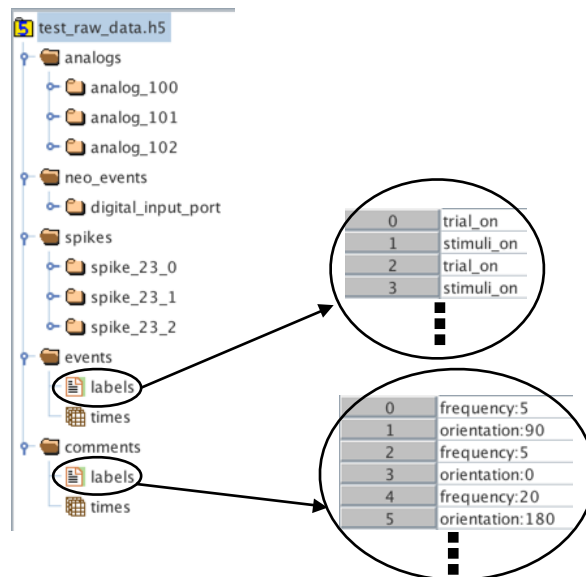 test_raw_data.h5
analogs
analog_100
analog_101
analog_102
neo_events
digital_input_port
spikes
spike_23_0
spike_23_1
spike_23_2
events
labels
times
comments
labels
times
0 trial_on
1 stimuli_on
2 trial_on
3 stimuli_on
0 frequency:5
1 orientation:90
2 frequency:5
3 orientation:0
4 frequency:20
5 orientation:180